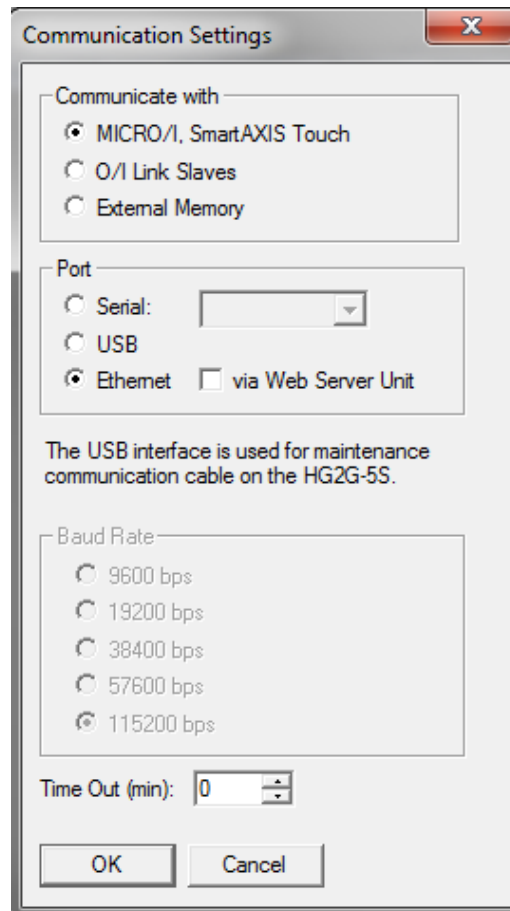 Communication Settings
Communicate with
MICRO/I, SmartAXIS Touch
O/I Link Slaves
External Memory
Port
Serial:
USB
Ethernet via Web Server Unit
The USB interface is used for maintenance
communication cable on the HG2G-5S.
Baud Rate
9600 bps
19200 bps
38400 bps
57600 bps
115200 bps
Time Out (min): 0
OK Cancel